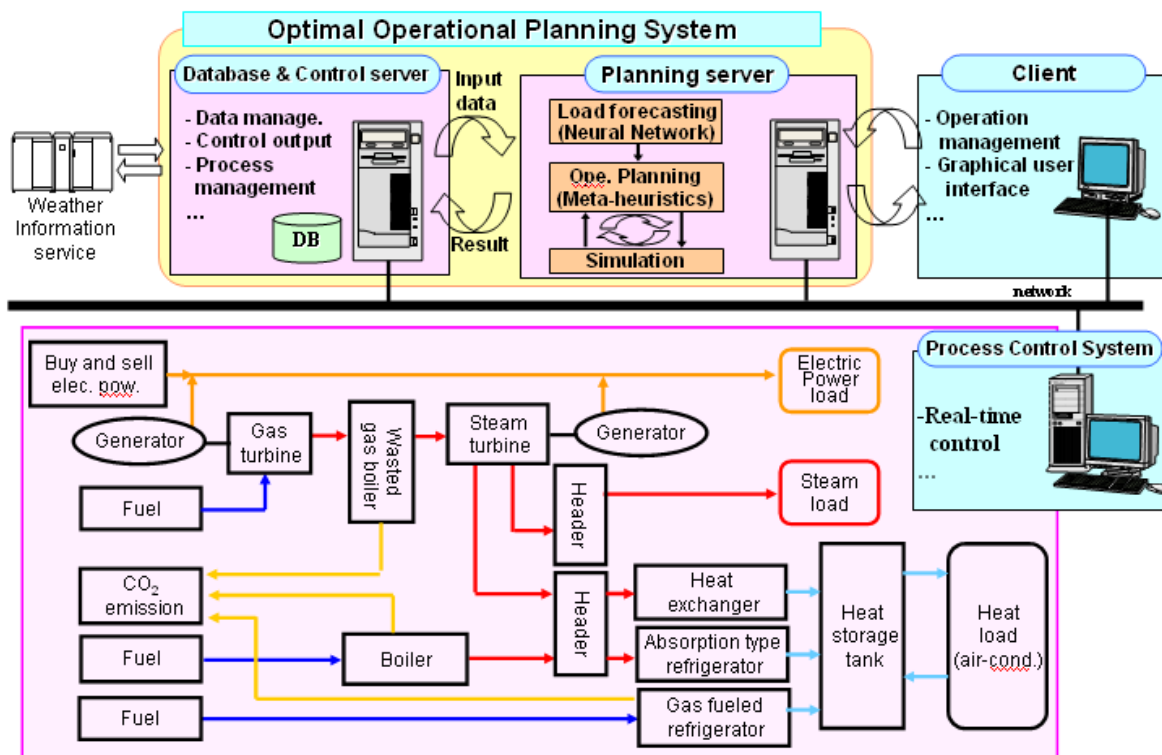 Optimal Operational Planning System
Database & Control server
- Data manage.
- Control output
- Process
management
...
DB
Input
data
Result
Planning server
Load forecasting
(Neural Network)
Ope. Planning
(Meta-heuristics)
Simulation
Client
- Operation
management
- Graphical user
interface
...
Weather
Information
service
network
Process Control System
-Real-time
control
...
Buy and sell
elec. pow.
Electric
Power
load
Generator
Gas
turbine
Wasted
gas boiler
Steam
turbine
Generator
Fuel
Header
Steam
load
CO₂
emission
Header
Heat
exchanger
Heat
storage
tank
Heat
load
(air-cond.)
Fuel
Boiler
Absorption type
refrigerator
Fuel
Gas fueled
refrigerator